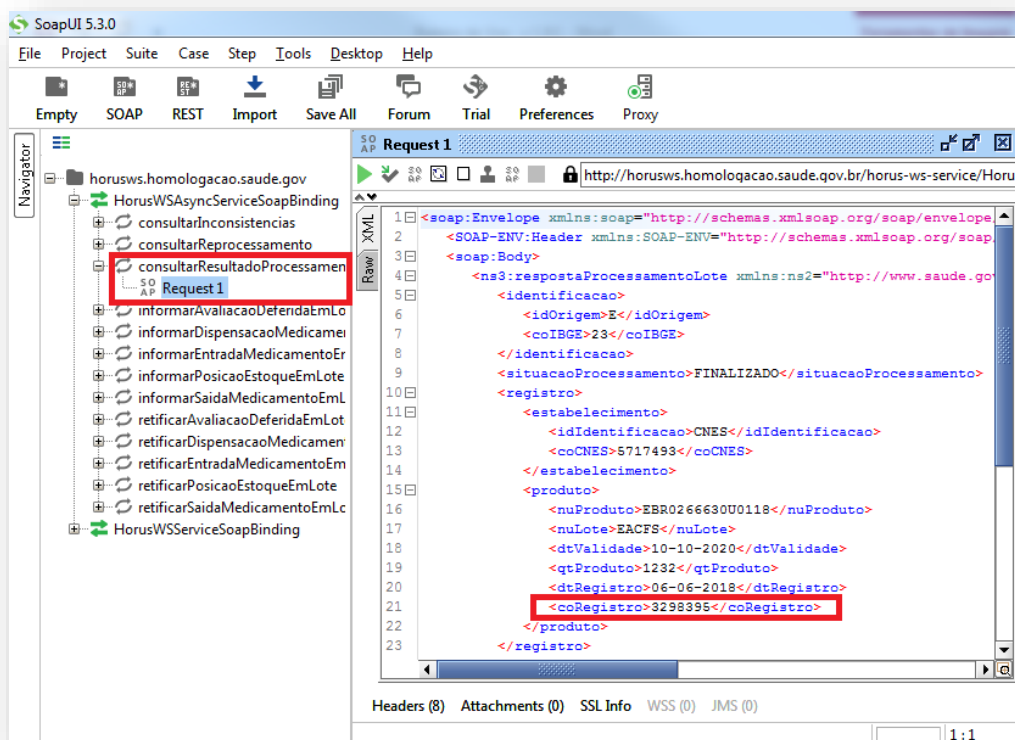 SoapUI 5.3.0
File Project Suite Case Step Tools Desktop Help
Empty SOAP REST Import Save All Forum Trial Preferences Proxy
Navigator
horusws.homologacao.saude.gov
HorusWSAsyncServiceSoapBinding
consultarInconsistencias
consultarReprocessamento
consultarResultadoProcessamen
SOAP Request 1
informarAvaliacaoDeferidaEmLo
informarDispensacaoMedicamei
informarEntradaMedicamentoEr
informarPosicaoEstoqueEmLote
informarSaidaMedicamentoEmL
retificarAvaliacaoDeferidaEmLot
retificarDispensacaoMedicamen
retificarEntradaMedicamentoEm
retificarPosicaoEstoqueEmLote
retificarSaidaMedicamentoEmLc
HorusWSServiceSoapBinding
SOAP Request 1
http://horusws.homologacao.saude.gov.br/horus-ws-service/Horu
XML
Raw
1 <soap:Envelope xmlns:soap="http://schemas.xmlsoap.org/soap/envelope/
2 <SOAP-ENV:Header xmlns:SOAP-ENV="http://schemas.xmlsoap.org/soap.
3 <soap:Body>
4 <ns3:respostaProcessamentoLote xmlns:ns2="http://www.saude.gov
5 <identificacao>
6 <idOrigem>E</idOrigem>
7 <coIBGE>23</coIBGE>
8 </identificacao>
9 <situacaoProcessamento>FINALIZADO</situacaoProcessamento>
10 <registro>
11 <estabelecimento>
12 <idIdentificacao>CNES</idIdentificacao>
13 <coCNES>5717493</coCNES>
14 </estabelecimento>
15 <produto>
16 <nuProduto>EBR0266630U0118</nuProduto>
17 <nuLote>EACFS</nuLote>
18 <dtValidade>10-10-2020</dtValidade>
19 <qtProduto>1232</qtProduto>
20 <dtRegistro>06-06-2018</dtRegistro>
21 <coRegistro>3298395</coRegistro>
22 </produto>
23 </registro>
Headers (8) Attachments (0) SSL Info WSS (0) JMS (0)
1 : 1